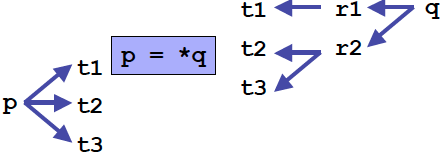 t1 r1 q
t2 r2
t3
p = *q
p
t1
t2
t3